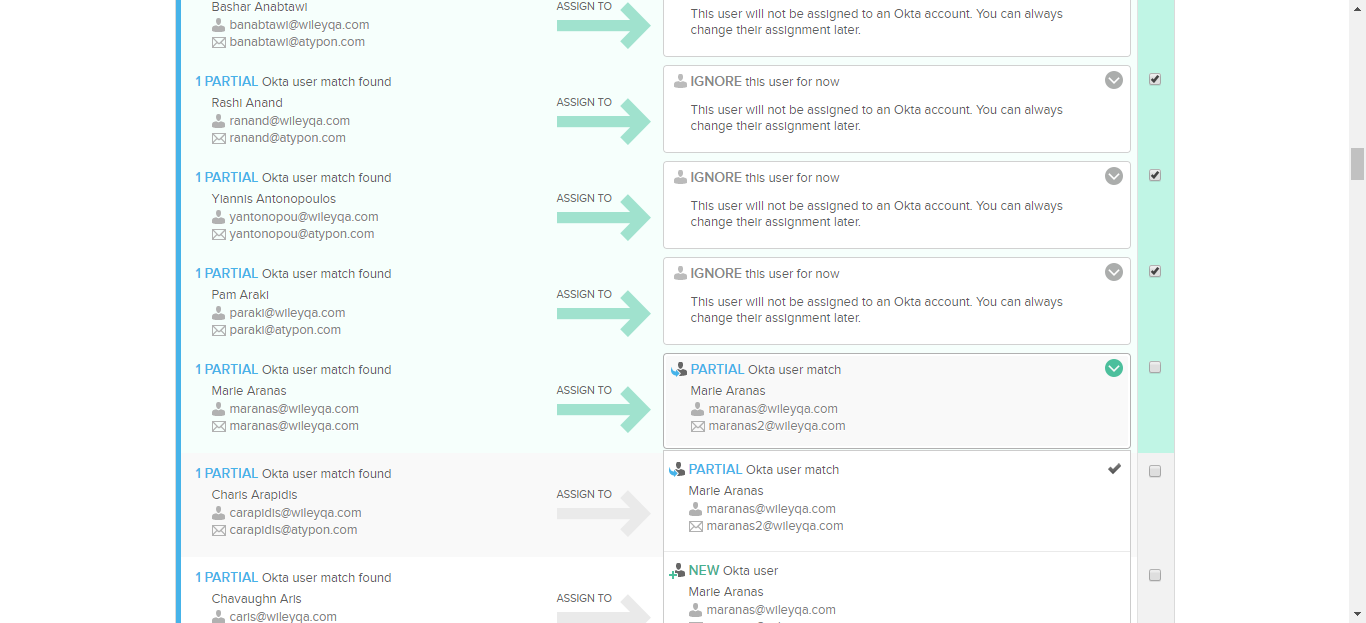 Bashar Anabtawi
banabtawi@wileyqa.com
banabtawi@atypon.com
ASSIGN TO
This user will not be assigned to an Okta account. You can always
change their assignment later.
1 PARTIAL Okta user match found
Rashi Anand
ranand@wileyqa.com
ranand@atypon.com
ASSIGN TO
IGNORE this user for now
This user will not be assigned to an Okta account. You can always
change their assignment later.
1 PARTIAL Okta user match found
Yiannis Antonopoulos
yantonopou@wileyqa.com
yantonopou@atypon.com
ASSIGN TO
IGNORE this user for now
This user will not be assigned to an Okta account. You can always
change their assignment later.
1 PARTIAL Okta user match found
Pam Araki
paraki@wileyqa.com
paraki@atypon.com
ASSIGN TO
IGNORE this user for now
This user will not be assigned to an Okta account. You can always
change their assignment later.
1 PARTIAL Okta user match found
Marie Aranas
maranas@wileyqa.com
maranas@wileyqa.com
ASSIGN TO
PARTIAL Okta user match
Marie Aranas
maranas@wileyqa.com
maranas2@wileyqa.com
1 PARTIAL Okta user match found
Charis Arapidis
carapidis@wileyqa.com
carapidis@atypon.com
ASSIGN TO
PARTIAL Okta user match
Marie Aranas
maranas@wileyqa.com
maranas2@wileyqa.com
1 PARTIAL Okta user match found
Chavaughn Aris
caris@wileyqa.com
ASSIGN TO
NEW Okta user
Marie Aranas
maranas@wileyqa.com